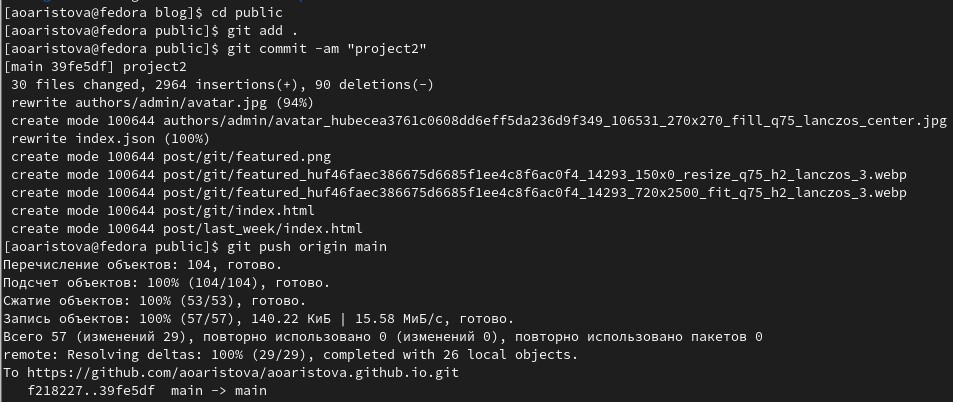 [aoaristova@fedora blog]$ cd public
[aoaristova@fedora public]$ git add .
[aoaristova@fedora public]$ git commit -am "project2"
[main 39fe5df] project2
 30 files changed, 2964 insertions(+), 90 deletions(-)
 rewrite authors/admin/avatar.jpg (94%)
 create mode 100644 authors/admin/avatar_hubecea3761c0608dd6eff5da236d9f349_106531_270x270_fill_q75_lanczos_center.jpg
 rewrite index.json (100%)
 create mode 100644 post/git/featured.png
 create mode 100644 post/git/featured_huf46faec386675d6685f1ee4c8f6ac0f4_14293_150x0_resize_q75_h2_lanczos_3.webp
 create mode 100644 post/git/featured_huf46faec386675d6685f1ee4c8f6ac0f4_14293_720x2500_fit_q75_h2_lanczos_3.webp
 create mode 100644 post/git/index.html
 create mode 100644 post/last_week/index.html
[aoaristova@fedora public]$ git push origin main
Перечисление объектов: 104, готово.
Подсчет объектов: 100% (104/104), готово.
Сжатие объектов: 100% (53/53), готово.
Запись объектов: 100% (57/57), 140.22 КиБ | 15.58 МиБ/с, готово.
Всего 57 (изменений 29), повторно использовано 0 (изменений 0), повторно использовано пакетов 0
remote: Resolving deltas: 100% (29/29), completed with 26 local objects.
To https://github.com/aoaristova/aoaristova.github.io.git
   f218227..39fe5df  main -> main